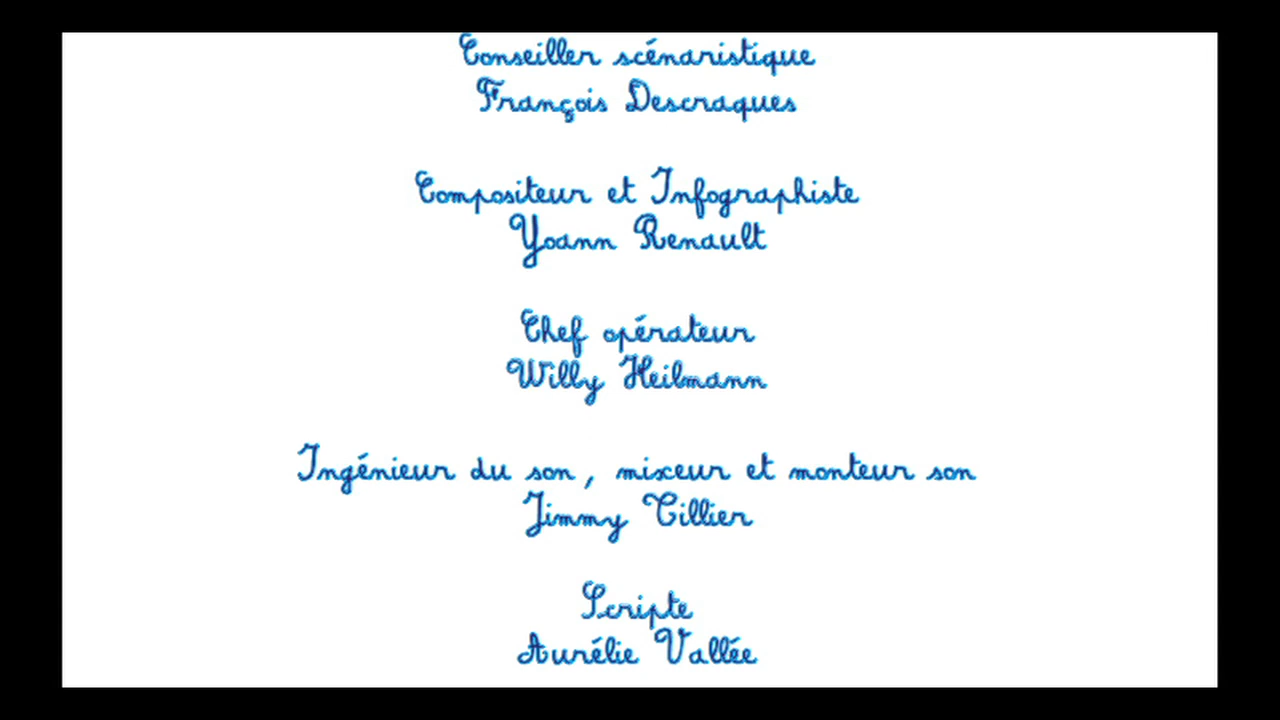 Conseiller scénaristique
François Descraques
Compositeur et Infographiste
Yoann Renault
Chef opérateur
Willy Heilmann
Ingénieur du son, mixeur et monteur son
Jimmy Tillier
Scripte
Aurélie Vallée